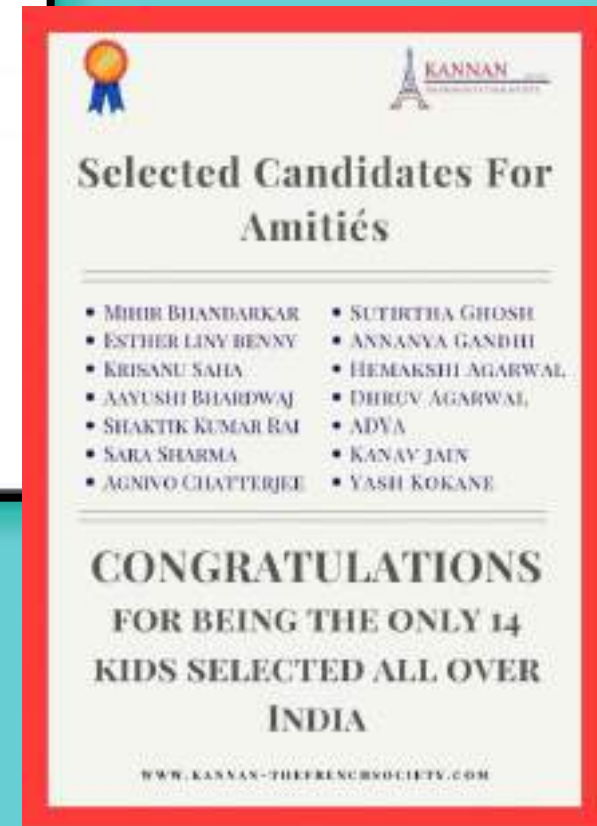 KANNAN
Selected Candidates For
Amitiés
• MIHIR BHANDARKAR
• ESTHER LINY BENNY
• KRISANU SAHA
• AAYUSHI BHARDWAJ
• SHAKTIK KUMAR RAI
• SARA SHARMA
• AGNIVO CHATTERJEE
• SUTIRTHA GHOSH
• ANNANYA GANDHI
• HEMAKSHI AGARWAL
• DHRUV AGARWAL
• ADYA
• KANAV JAIN
• YASH KOKANE
CONGRATULATIONS
FOR BEING THE ONLY 14
KIDS SELECTED ALL OVER
INDIA
WWW.KANNAN-THEFRENCHSOCIETY.COM